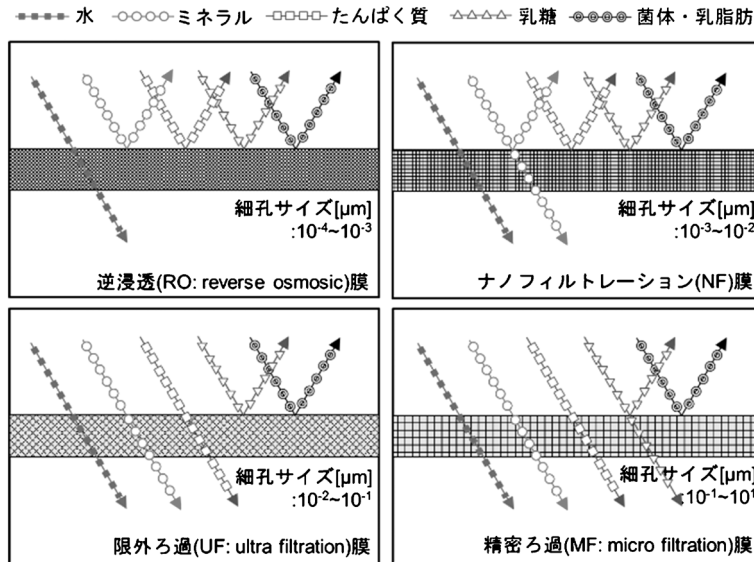 水 ミネラル たんぱく質 乳糖 菌体・乳脂肪
細孔サイズ[μm]
:10⁻⁴~10⁻³
逆浸透(RO: reverse osmosic)膜
細孔サイズ[μm]
:10⁻³~10⁻²
ナノフィルトレーション(NF)膜
細孔サイズ[μm]
:10⁻²~10⁻¹
限外ろ過(UF: ultra filtration)膜
細孔サイズ[μm]
:10⁻¹~10¹
精密ろ過(MF: micro filtration)膜